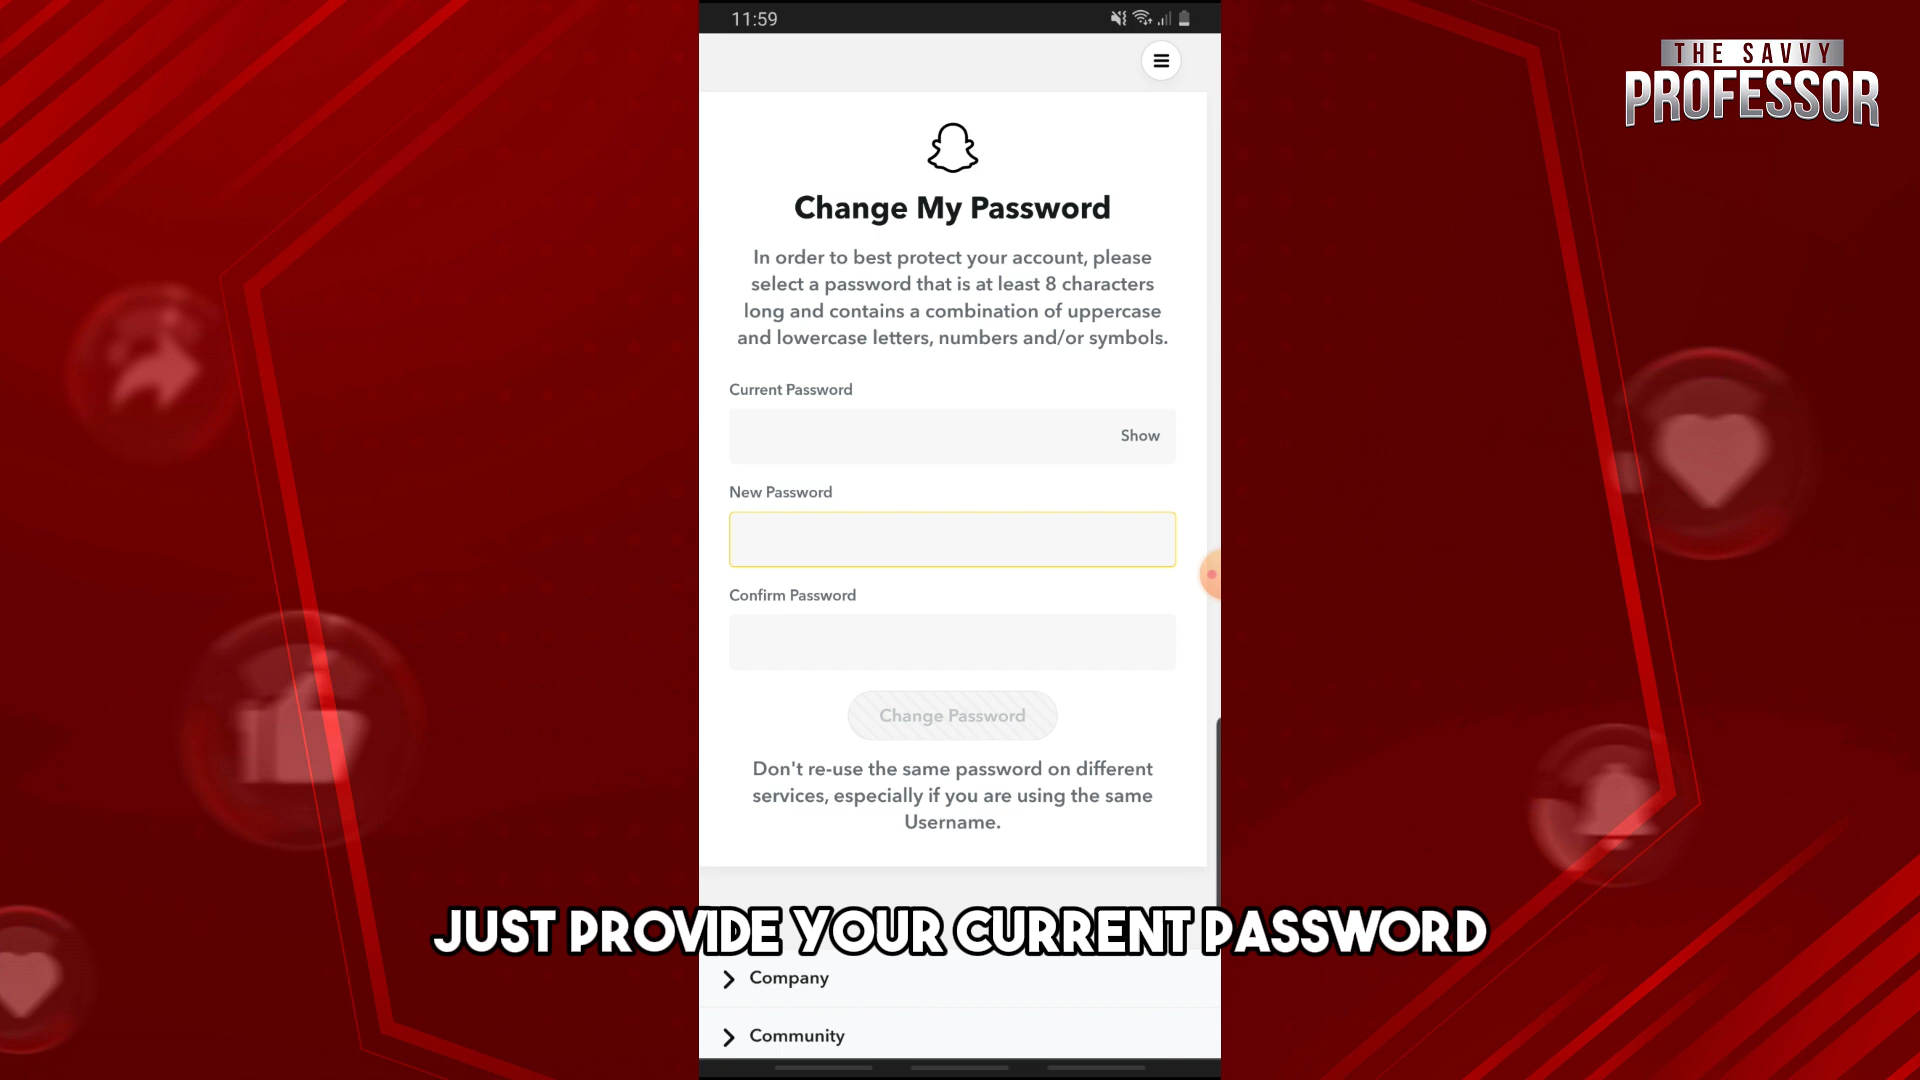 11:59
THE SAVVY
PROFESSOR
Change My Password
In order to best protect your account, please
select a password that is at least 8 characters
long and contains a combination of uppercase
and lowercase letters, numbers and/or symbols.
Current Password
Show
New Password
Confirm Password
Change Password
Don't re-use the same password on different
services, especially if you are using the same
Username.
JUST PROVIDE YOUR CURRENT PASSWORD
Company
Community